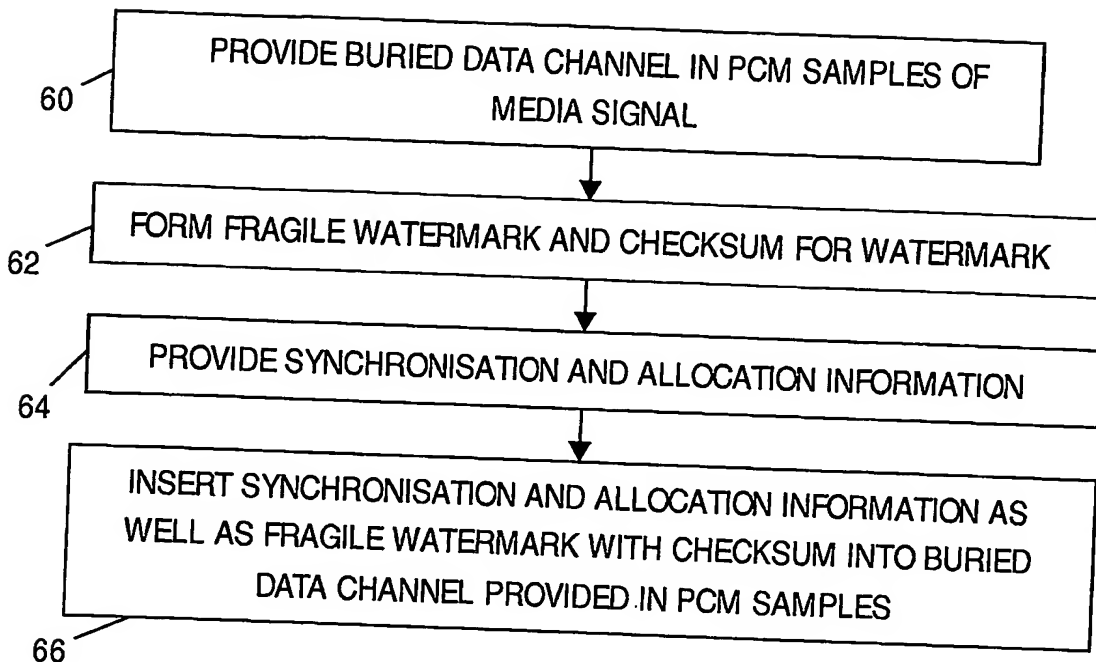 PROVIDE BURIED DATA CHANNEL IN PCM SAMPLES OF
MEDIA SIGNAL
60
FORM FRAGILE WATERMARK AND CHECKSUM FOR WATERMARK
62
PROVIDE SYNCHRONISATION AND ALLOCATION INFORMATION
64
INSERT SYNCHRONISATION AND ALLOCATION INFORMATION AS
WELL AS FRAGILE WATERMARK WITH CHECKSUM INTO BURIED
DATA CHANNEL PROVIDED IN PCM SAMPLES
66